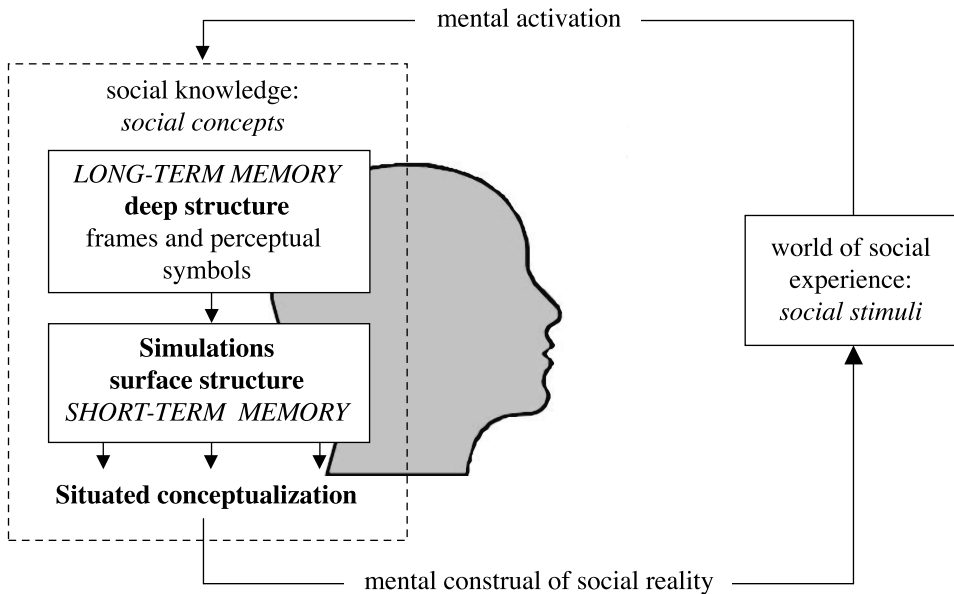 mental activation
social knowledge:
social concepts
LONG-TERM MEMORY
deep structure
frames and perceptual
symbols
Simulations
surface structure
SHORT-TERM MEMORY
Situated conceptualization
world of social
experience:
social stimuli
mental construal of social reality